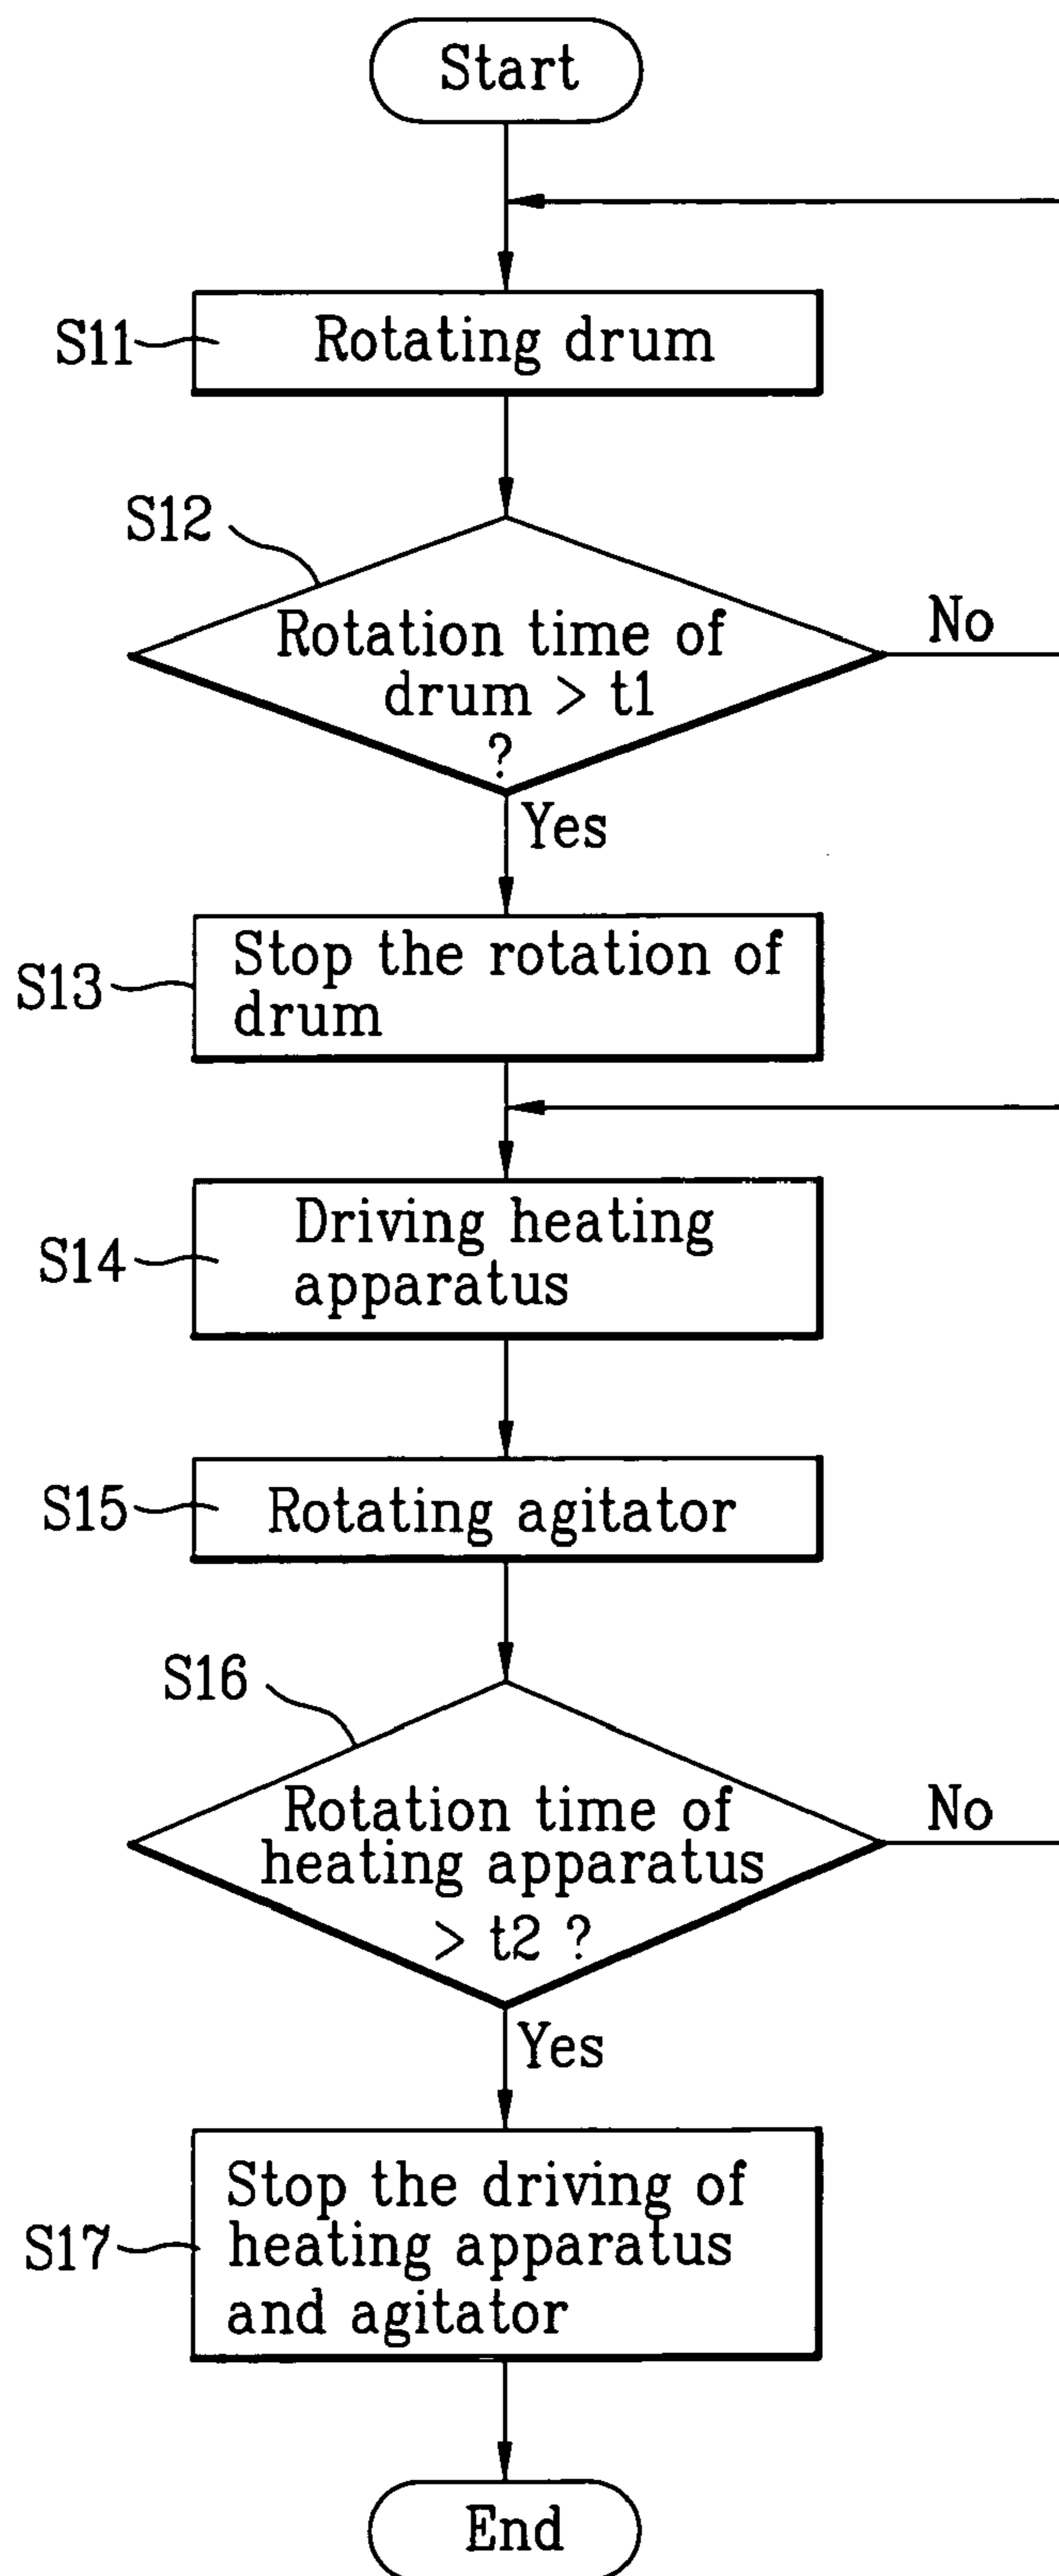 Start
S11
Rotating drum
S12
Rotation time of
drum > t1
?
No
Yes
S13
Stop the rotation of
drum
S14
Driving heating
apparatus
S15
Rotating agitator
S16
Rotation time of
heating apparatus
> t2 ?
No
Yes
S17
Stop the driving of
heating apparatus
and agitator
End